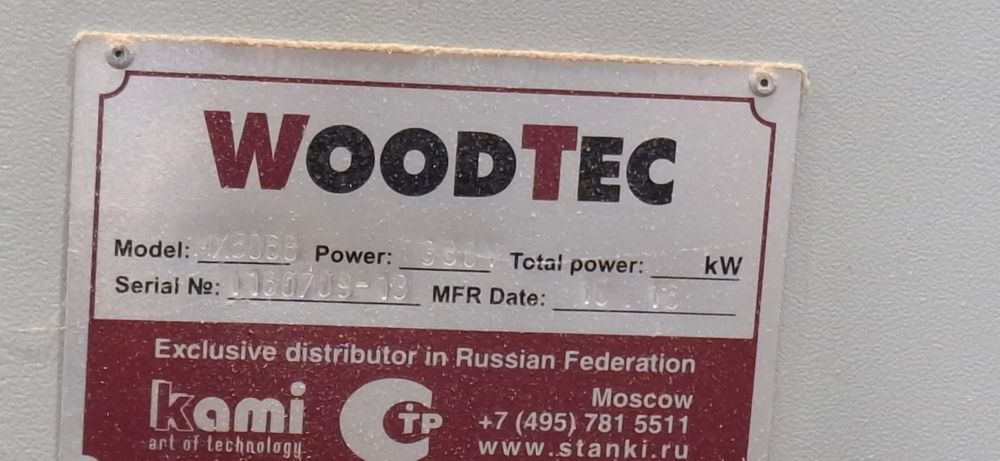 WOODTEC
Model: Power: Total power: kW
Serial №: MFR Date:
Exclusive distributor in Russian Federation
kami
art of technology
СТР
Moscow
+7 (495) 781 5511
www.stanki.ru